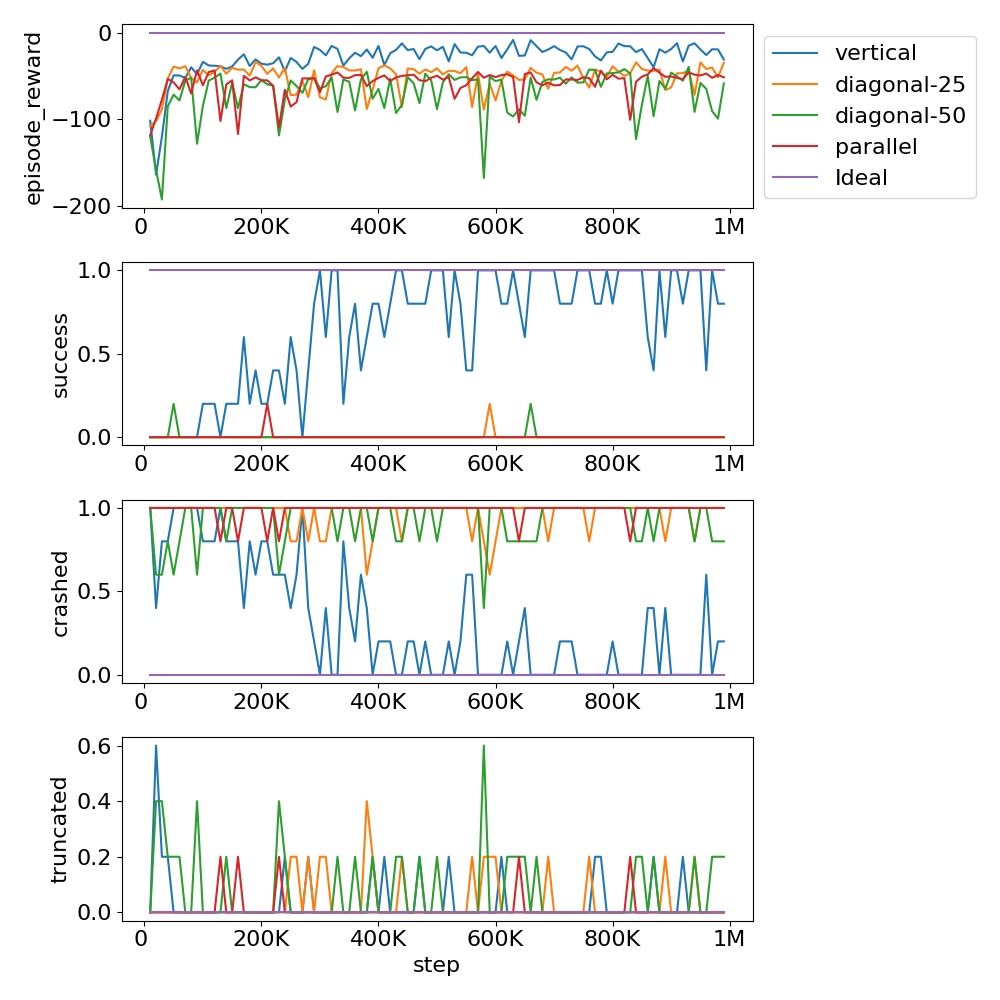 episode_reward
0
−100
−200
0 200K 400K 600K 800K 1M
vertical
diagonal-25
diagonal-50
parallel
Ideal
success
1.0
0.5
0.0
0 200K 400K 600K 800K 1M
crashed
1.0
0.5
0.0
0 200K 400K 600K 800K 1M
truncated
0.6
0.4
0.2
0.0
0 200K 400K 600K 800K 1M
step